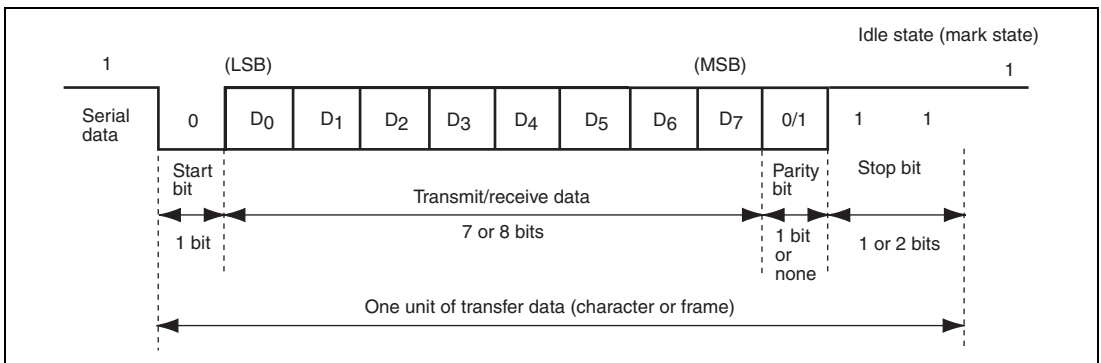 Idle state (mark state)
1 (LSB) (MSB) 1
Serial data 0 D0 D1 D2 D3 D4 D5 D6 D7 0/1 1 1
Start bit
Transmit/receive data
Parity bit
Stop bit
1 bit
7 or 8 bits
1 bit or none
1 or 2 bits
One unit of transfer data (character or frame)